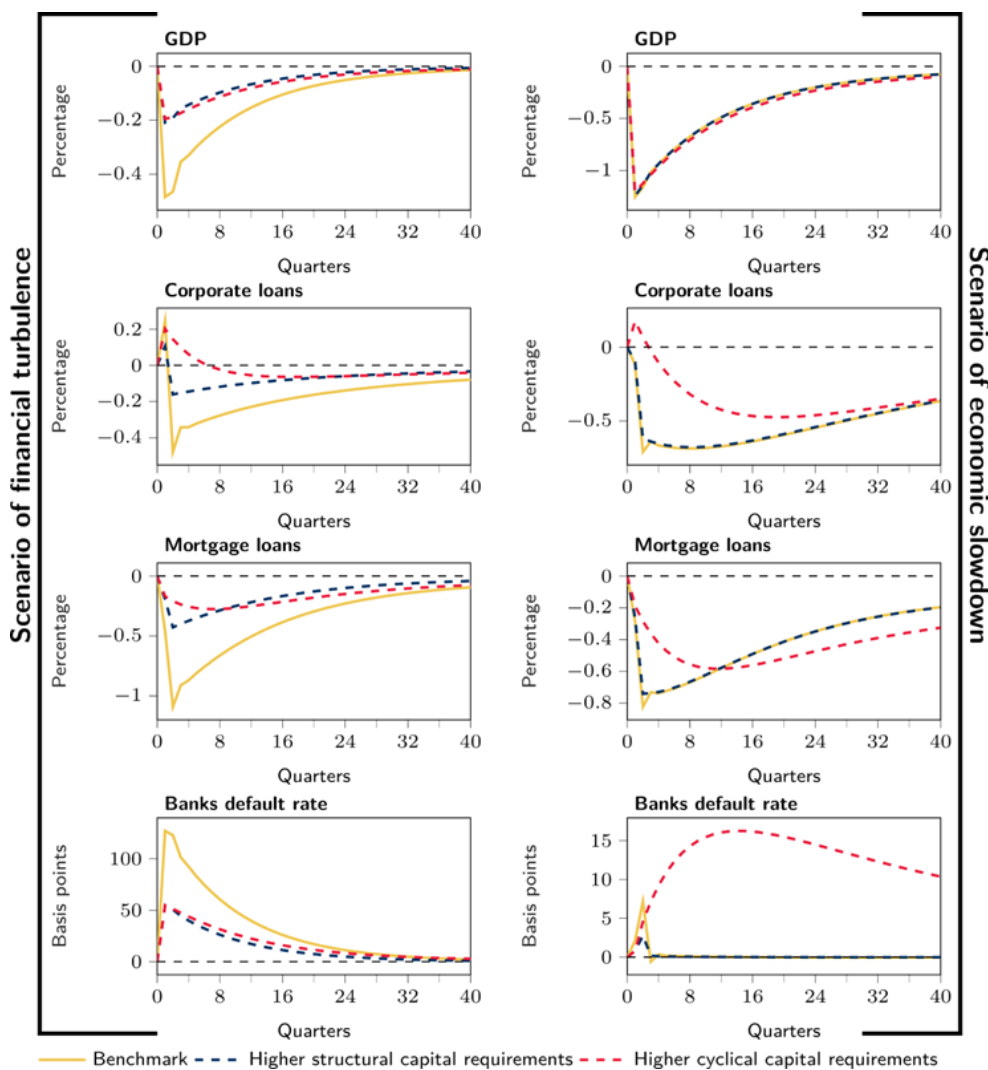 Scenario of financial turbulence
GDP
Percentage
0
−0.2
−0.4
0 8 16 24 32 40
Quarters
Corporate loans
Percentage
0.2
0
−0.2
−0.4
0 8 16 24 32 40
Quarters
Mortgage loans
Percentage
0
−0.5
−1
0 8 16 24 32 40
Quarters
Banks default rate
Basis points
100
50
0
0 8 16 24 32 40
Quarters
Scenario of economic slowdown
GDP
Percentage
0
−0.5
−1
0 8 16 24 32 40
Quarters
Corporate loans
Percentage
0
−0.5
0 8 16 24 32 40
Quarters
Mortgage loans
Percentage
0
−0.2
−0.4
−0.6
−0.8
0 8 16 24 32 40
Quarters
Banks default rate
Basis points
15
10
5
0
0 8 16 24 32 40
Quarters
Benchmark Higher structural capital requirements Higher cyclical capital requirements